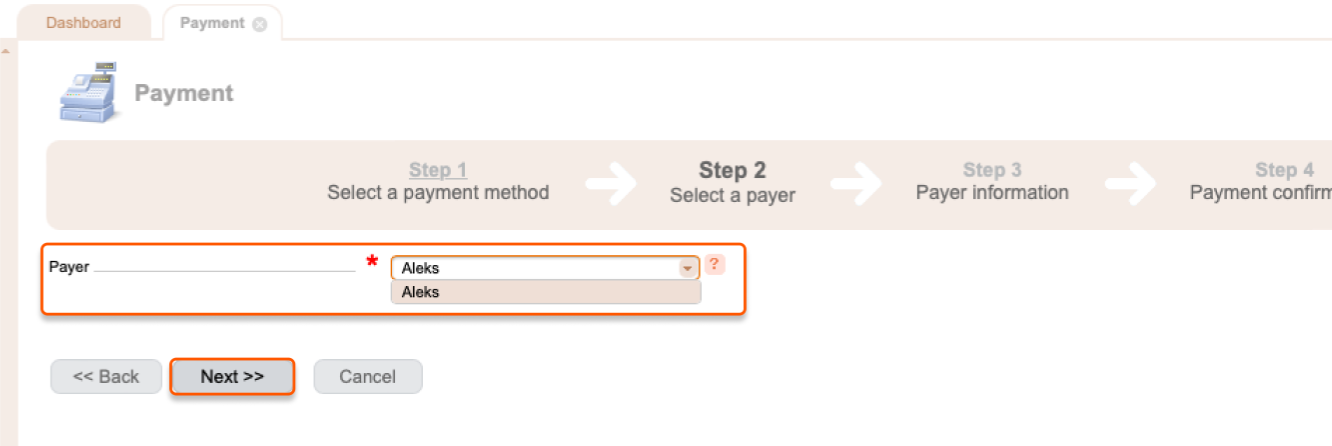 Dashboard Payment
Payment
Step 1 Step 2 Step 3 Step 4
Select a payment method Select a payer Payer information Payment confirm
Payer * Aleks ?
Aleks
<< Back Next >> Cancel